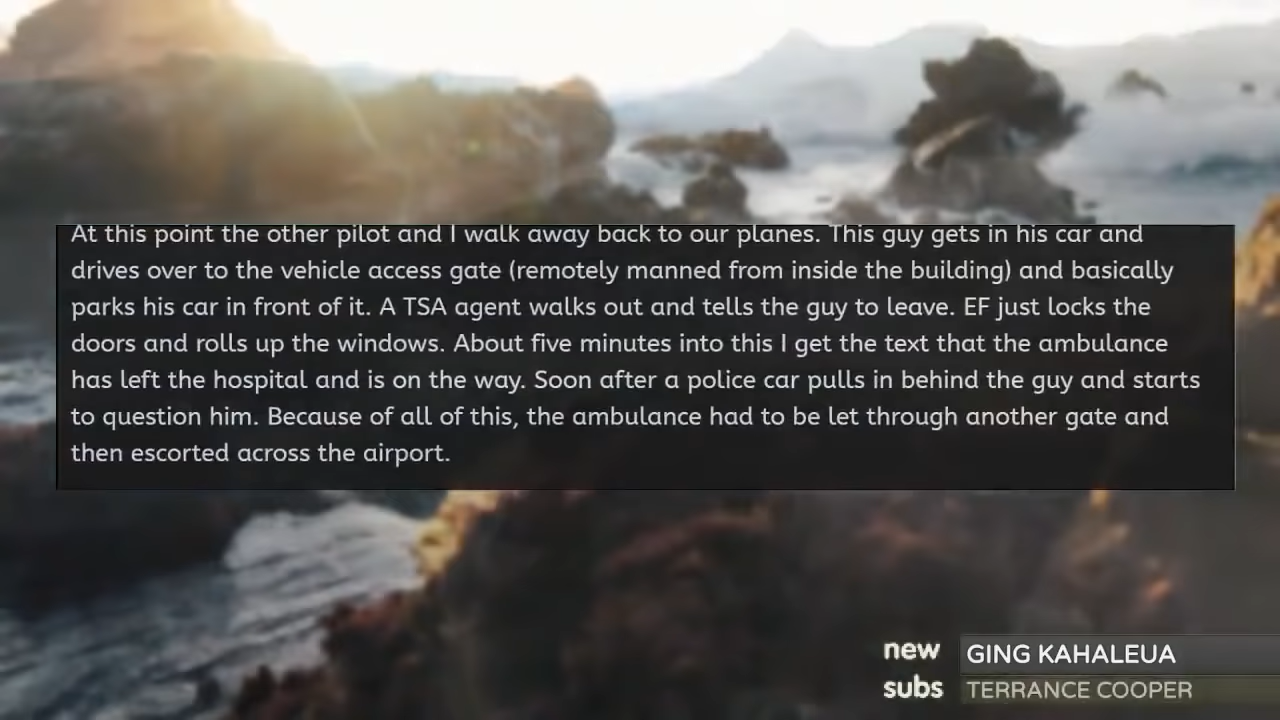 At this point the other pilot and I walk away back to our planes. This guy gets in his car and
drives over to the vehicle access gate (remotely manned from inside the building) and basically
parks his car in front of it. A TSA agent walks out and tells the guy to leave. EF just locks the
doors and rolls up the windows. About five minutes into this I get the text that the ambulance
has left the hospital and is on the way. Soon after a police car pulls in behind the guy and starts
to question him. Because of all of this, the ambulance had to be let through another gate and
then escorted across the airport.
new
GING KAHALEUA
subs
TERRANCE COOPER